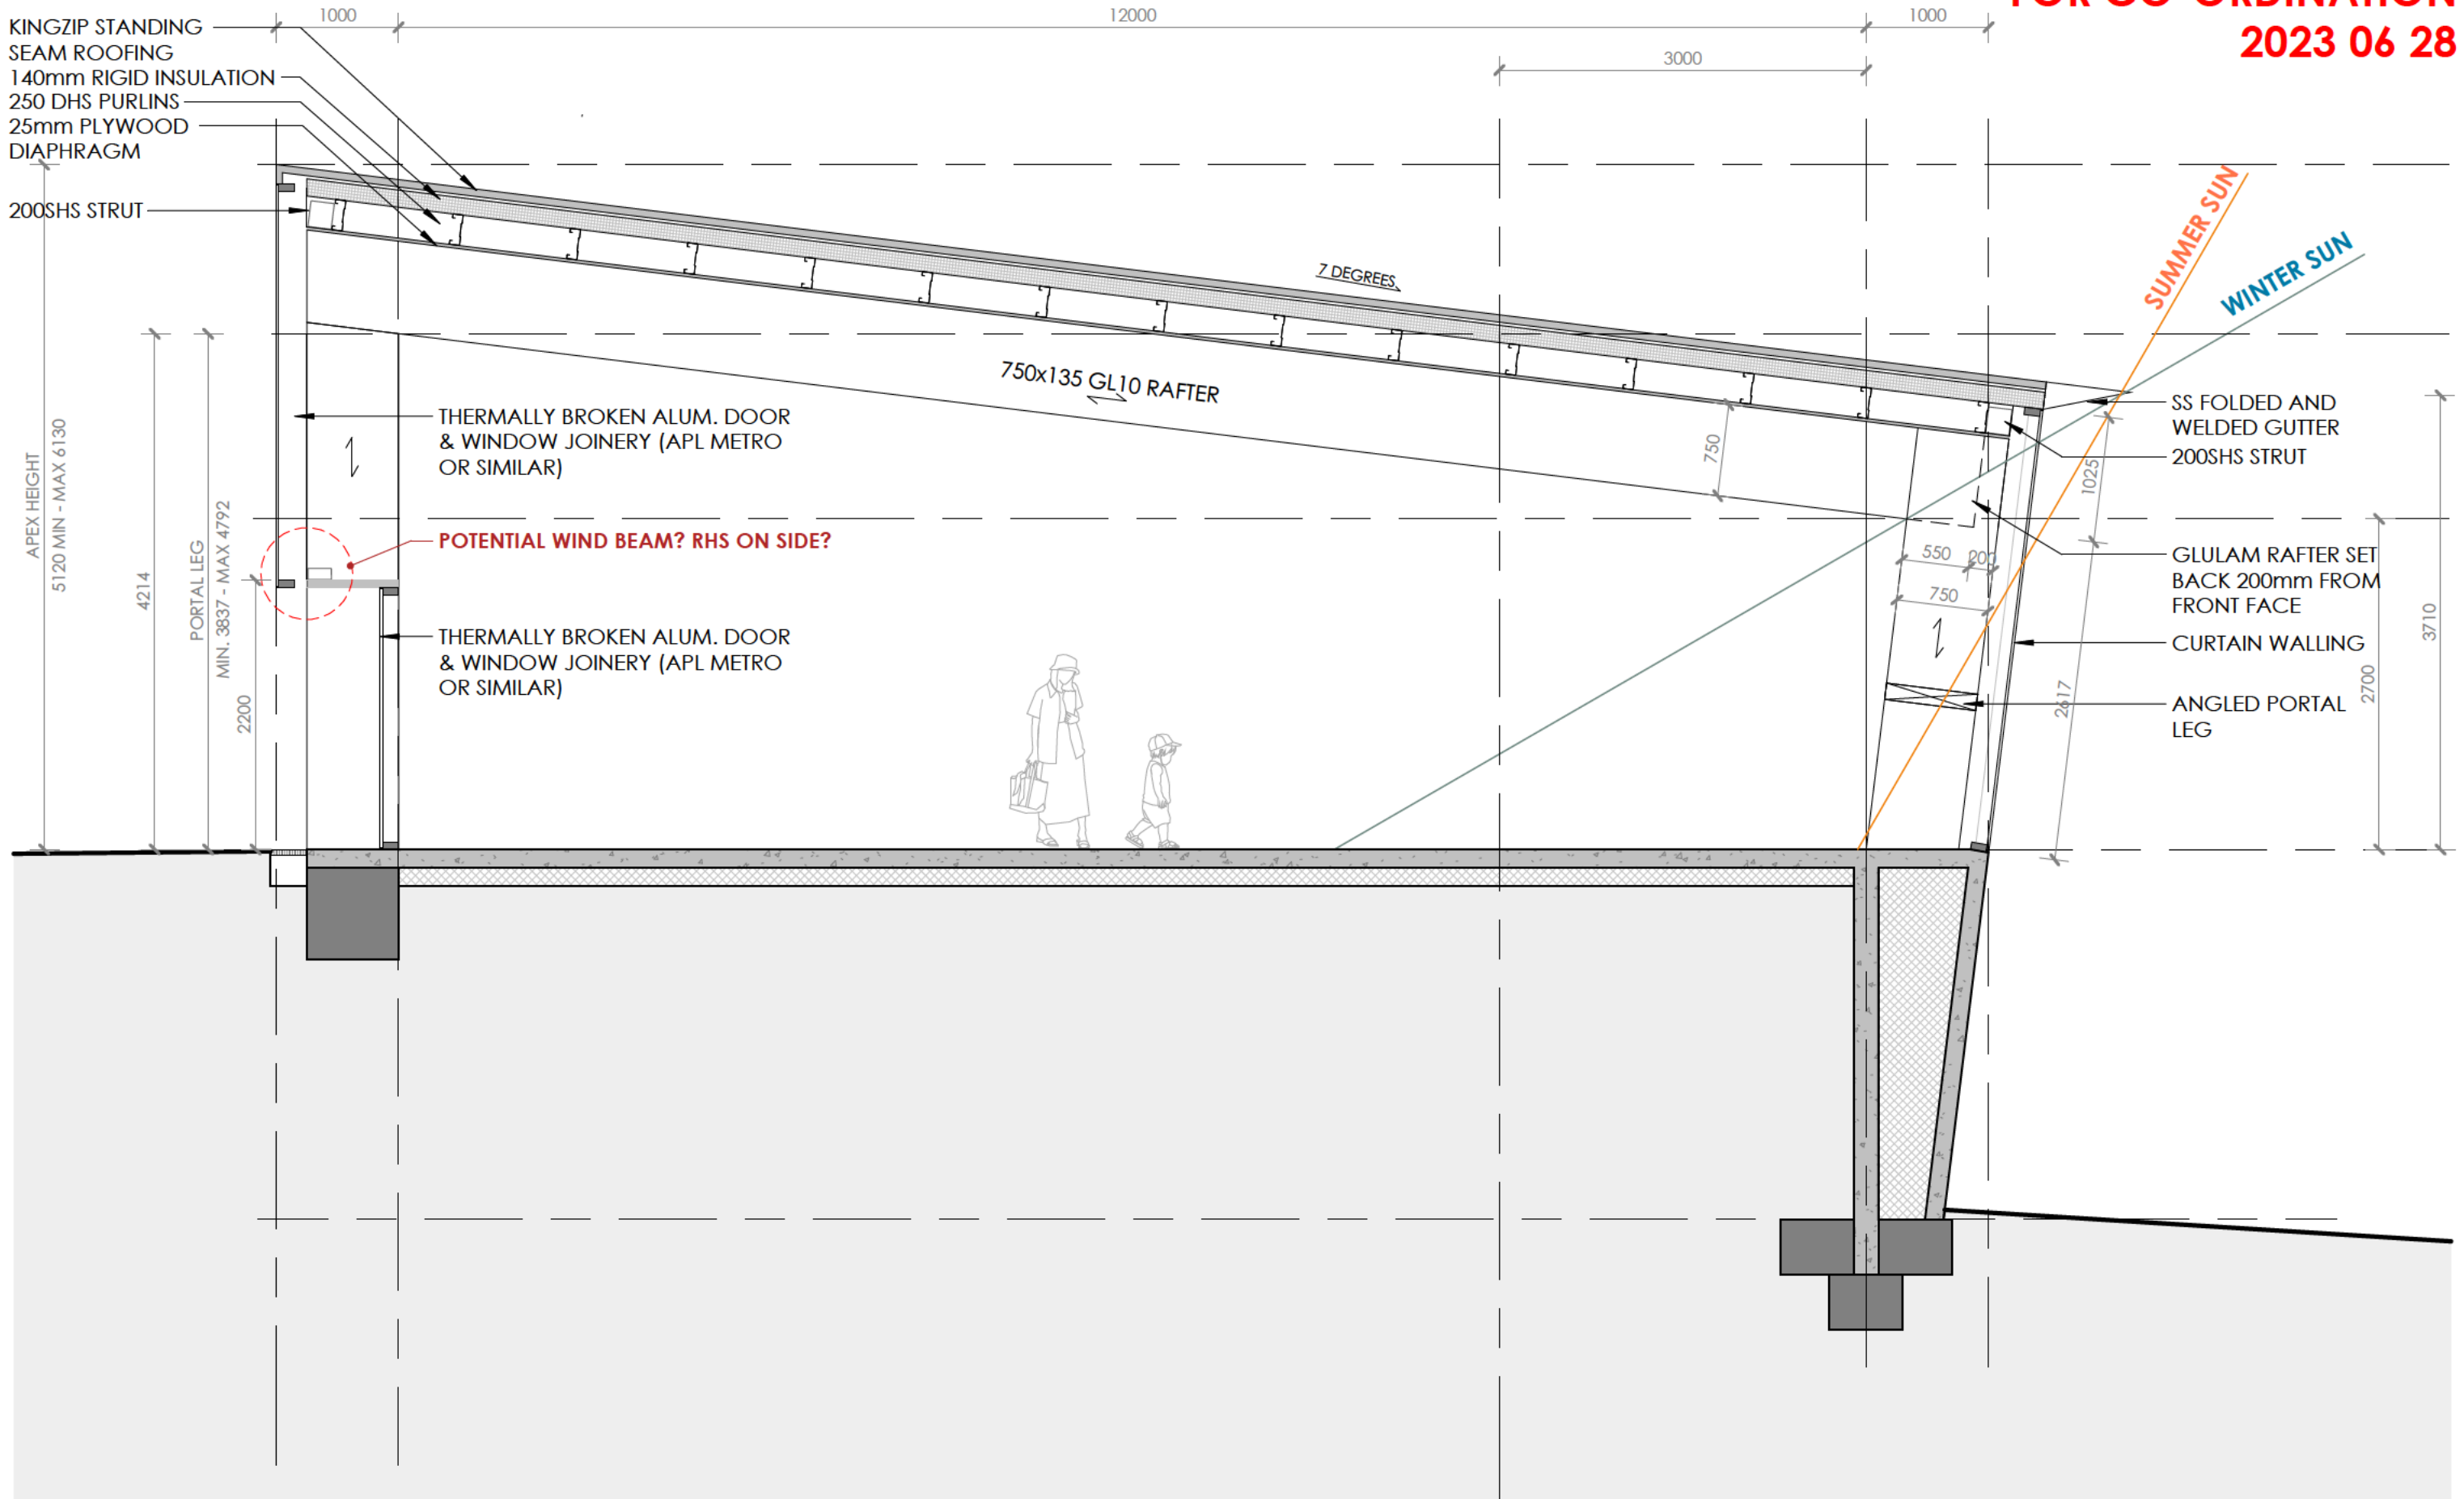 FOR CO-ORDINATION
2023 06 28
1000
12000
1000
3000
KINGZIP STANDING
SEAM ROOFING
140mm RIGID INSULATION
250 DHS PURLINS
25mm PLYWOOD
DIAPHRAGM
200SHS STRUT
7 DEGREES
SUMMER SUN
WINTER SUN
750x135 GL10 RAFTER
THERMALLY BROKEN ALUM. DOOR
& WINDOW JOINERY (APL METRO
OR SIMILAR)
POTENTIAL WIND BEAM? RHS ON SIDE?
THERMALLY BROKEN ALUM. DOOR
& WINDOW JOINERY (APL METRO
OR SIMILAR)
APEX HEIGHT
5120 MIN - MAX 6130
4214
PORTAL LEG
MIN. 3837 - MAX 4792
2200
750
1025
550
200
750
2617
2700
3710
SS FOLDED AND
WELDED GUTTER
200SHS STRUT
GLULAM RAFTER SET
BACK 200mm FROM
FRONT FACE
CURTAIN WALLING
ANGLED PORTAL
LEG